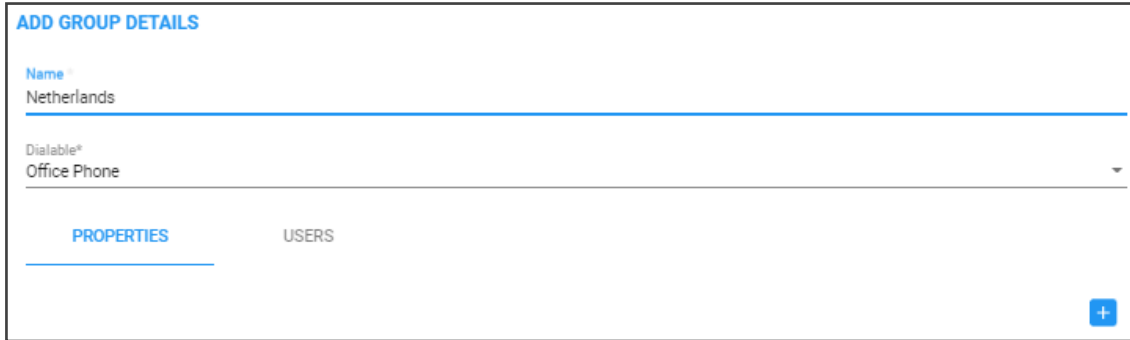 ADD GROUP DETAILS
Name *
Netherlands
Dialable*
Office Phone
PROPERTIES USERS
+